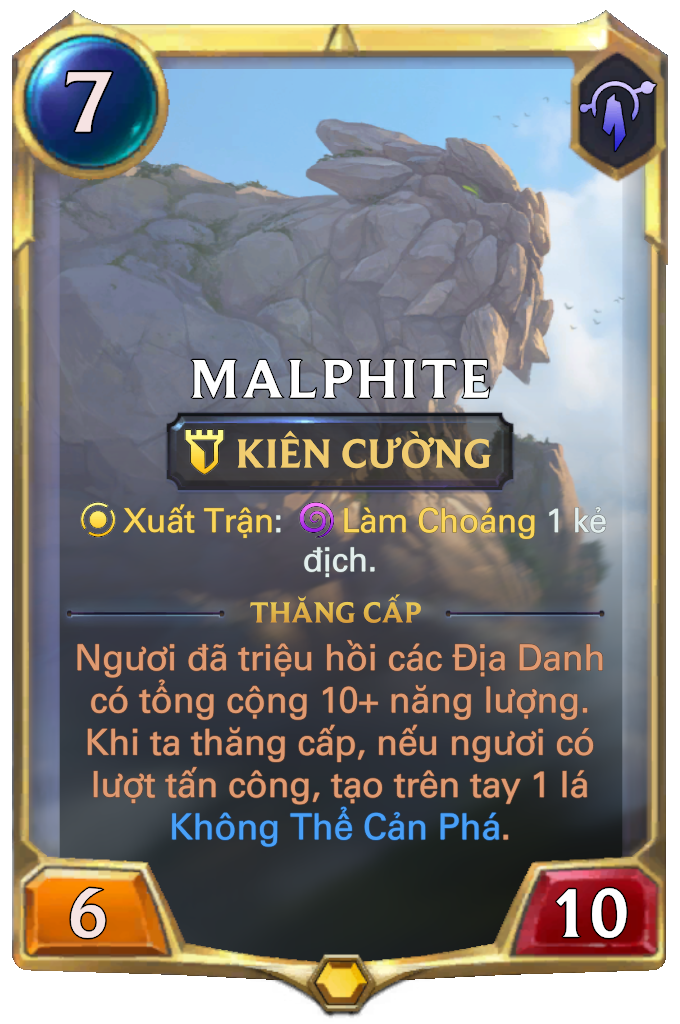 7
MALPHITE
KIÊN CƯỜNG
Xuất Trận: Làm Choáng 1 kẻ
địch.
THĂNG CẤP
Ngươi đã triệu hồi các Địa Danh
có tổng cộng 10+ năng lượng.
Khi ta thăng cấp, nếu ngươi có
lượt tấn công, tạo trên tay 1 lá
Không Thể Cản Phá.
6
10